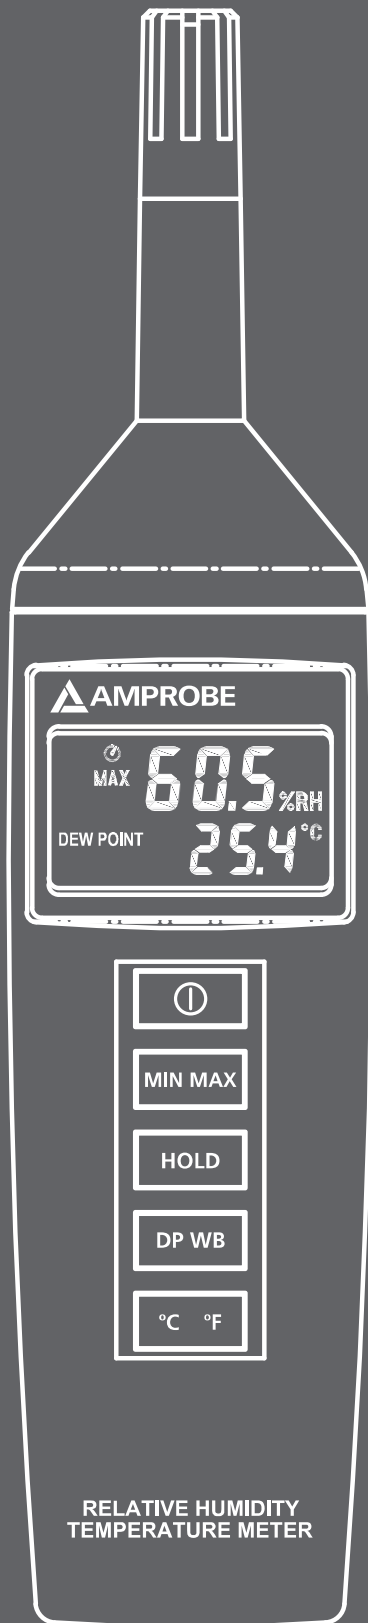 AMPROBE
MAX 60.5 %RH
DEW POINT 25.4 °C
MIN MAX
HOLD
DP WB
°C °F
RELATIVE HUMIDITY
TEMPERATURE METER